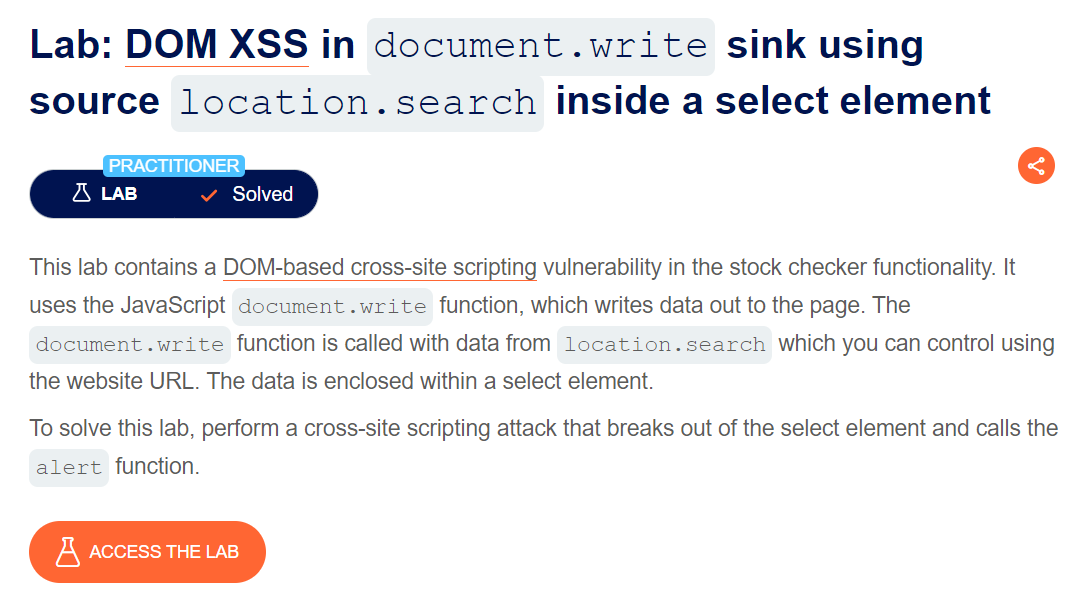 Lab: DOM XSS in document.write sink using
source location.search inside a select element
PRACTITIONER
LAB Solved
This lab contains a DOM-based cross-site scripting vulnerability in the stock checker functionality. It
uses the JavaScript document.write function, which writes data out to the page. The
document.write function is called with data from location.search which you can control using
the website URL. The data is enclosed within a select element.
To solve this lab, perform a cross-site scripting attack that breaks out of the select element and calls the
alert function.
ACCESS THE LAB